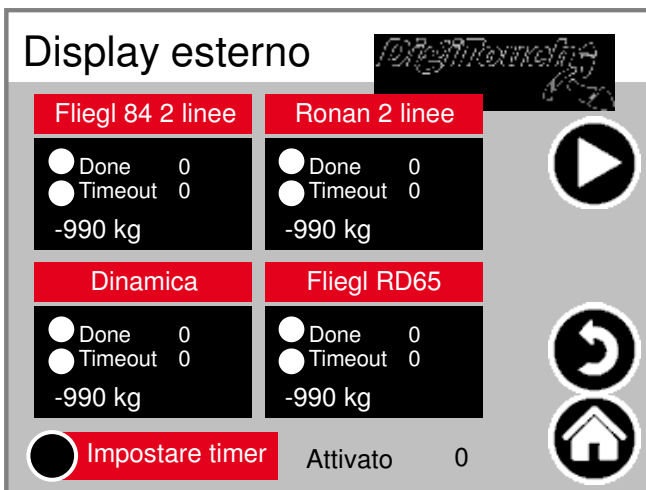 Display esterno
DigiTouch
Fliegl 84 2 linee
Ronan 2 linee
Done 0
Timeout 0
-990 kg
Done 0
Timeout 0
-990 kg
Dinamica
Fliegl RD65
Done 0
Timeout 0
-990 kg
Done 0
Timeout 0
-990 kg
Impostare timer
Attivato 0